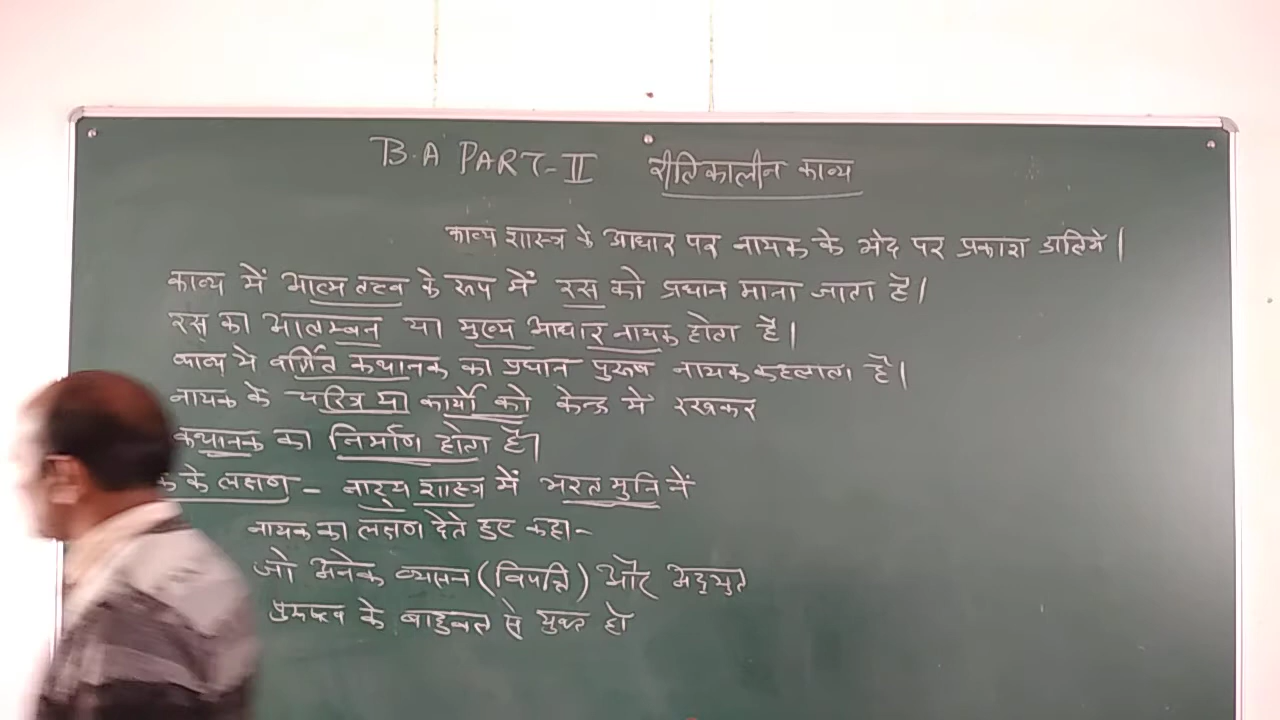 B.A PART-II रीतिकालीन काव्य
काव्य शास्त्र के आधार पर नायक के भेद पर प्रकाश डालिये।
काव्य में आत्म तत्व के रूप में रस को प्रधान माना जाता है।
रस का आलम्बन या मुख्य आधार नायक होता है।
काव्य में वर्णित कथानक का प्रधान पुरुष नायक कहलाता है।
नायक के चरित्र या कार्यो को केन्द्र में रखकर
कथानक का निर्माण होता है।
क के लक्षण - नाट्य शास्त्र में भरत मुनि नें
नायक का लक्षण देते हुए कहा -
जो अनेक व्यसन (विपत्ति) और
के बाहुबल से युक्त हो